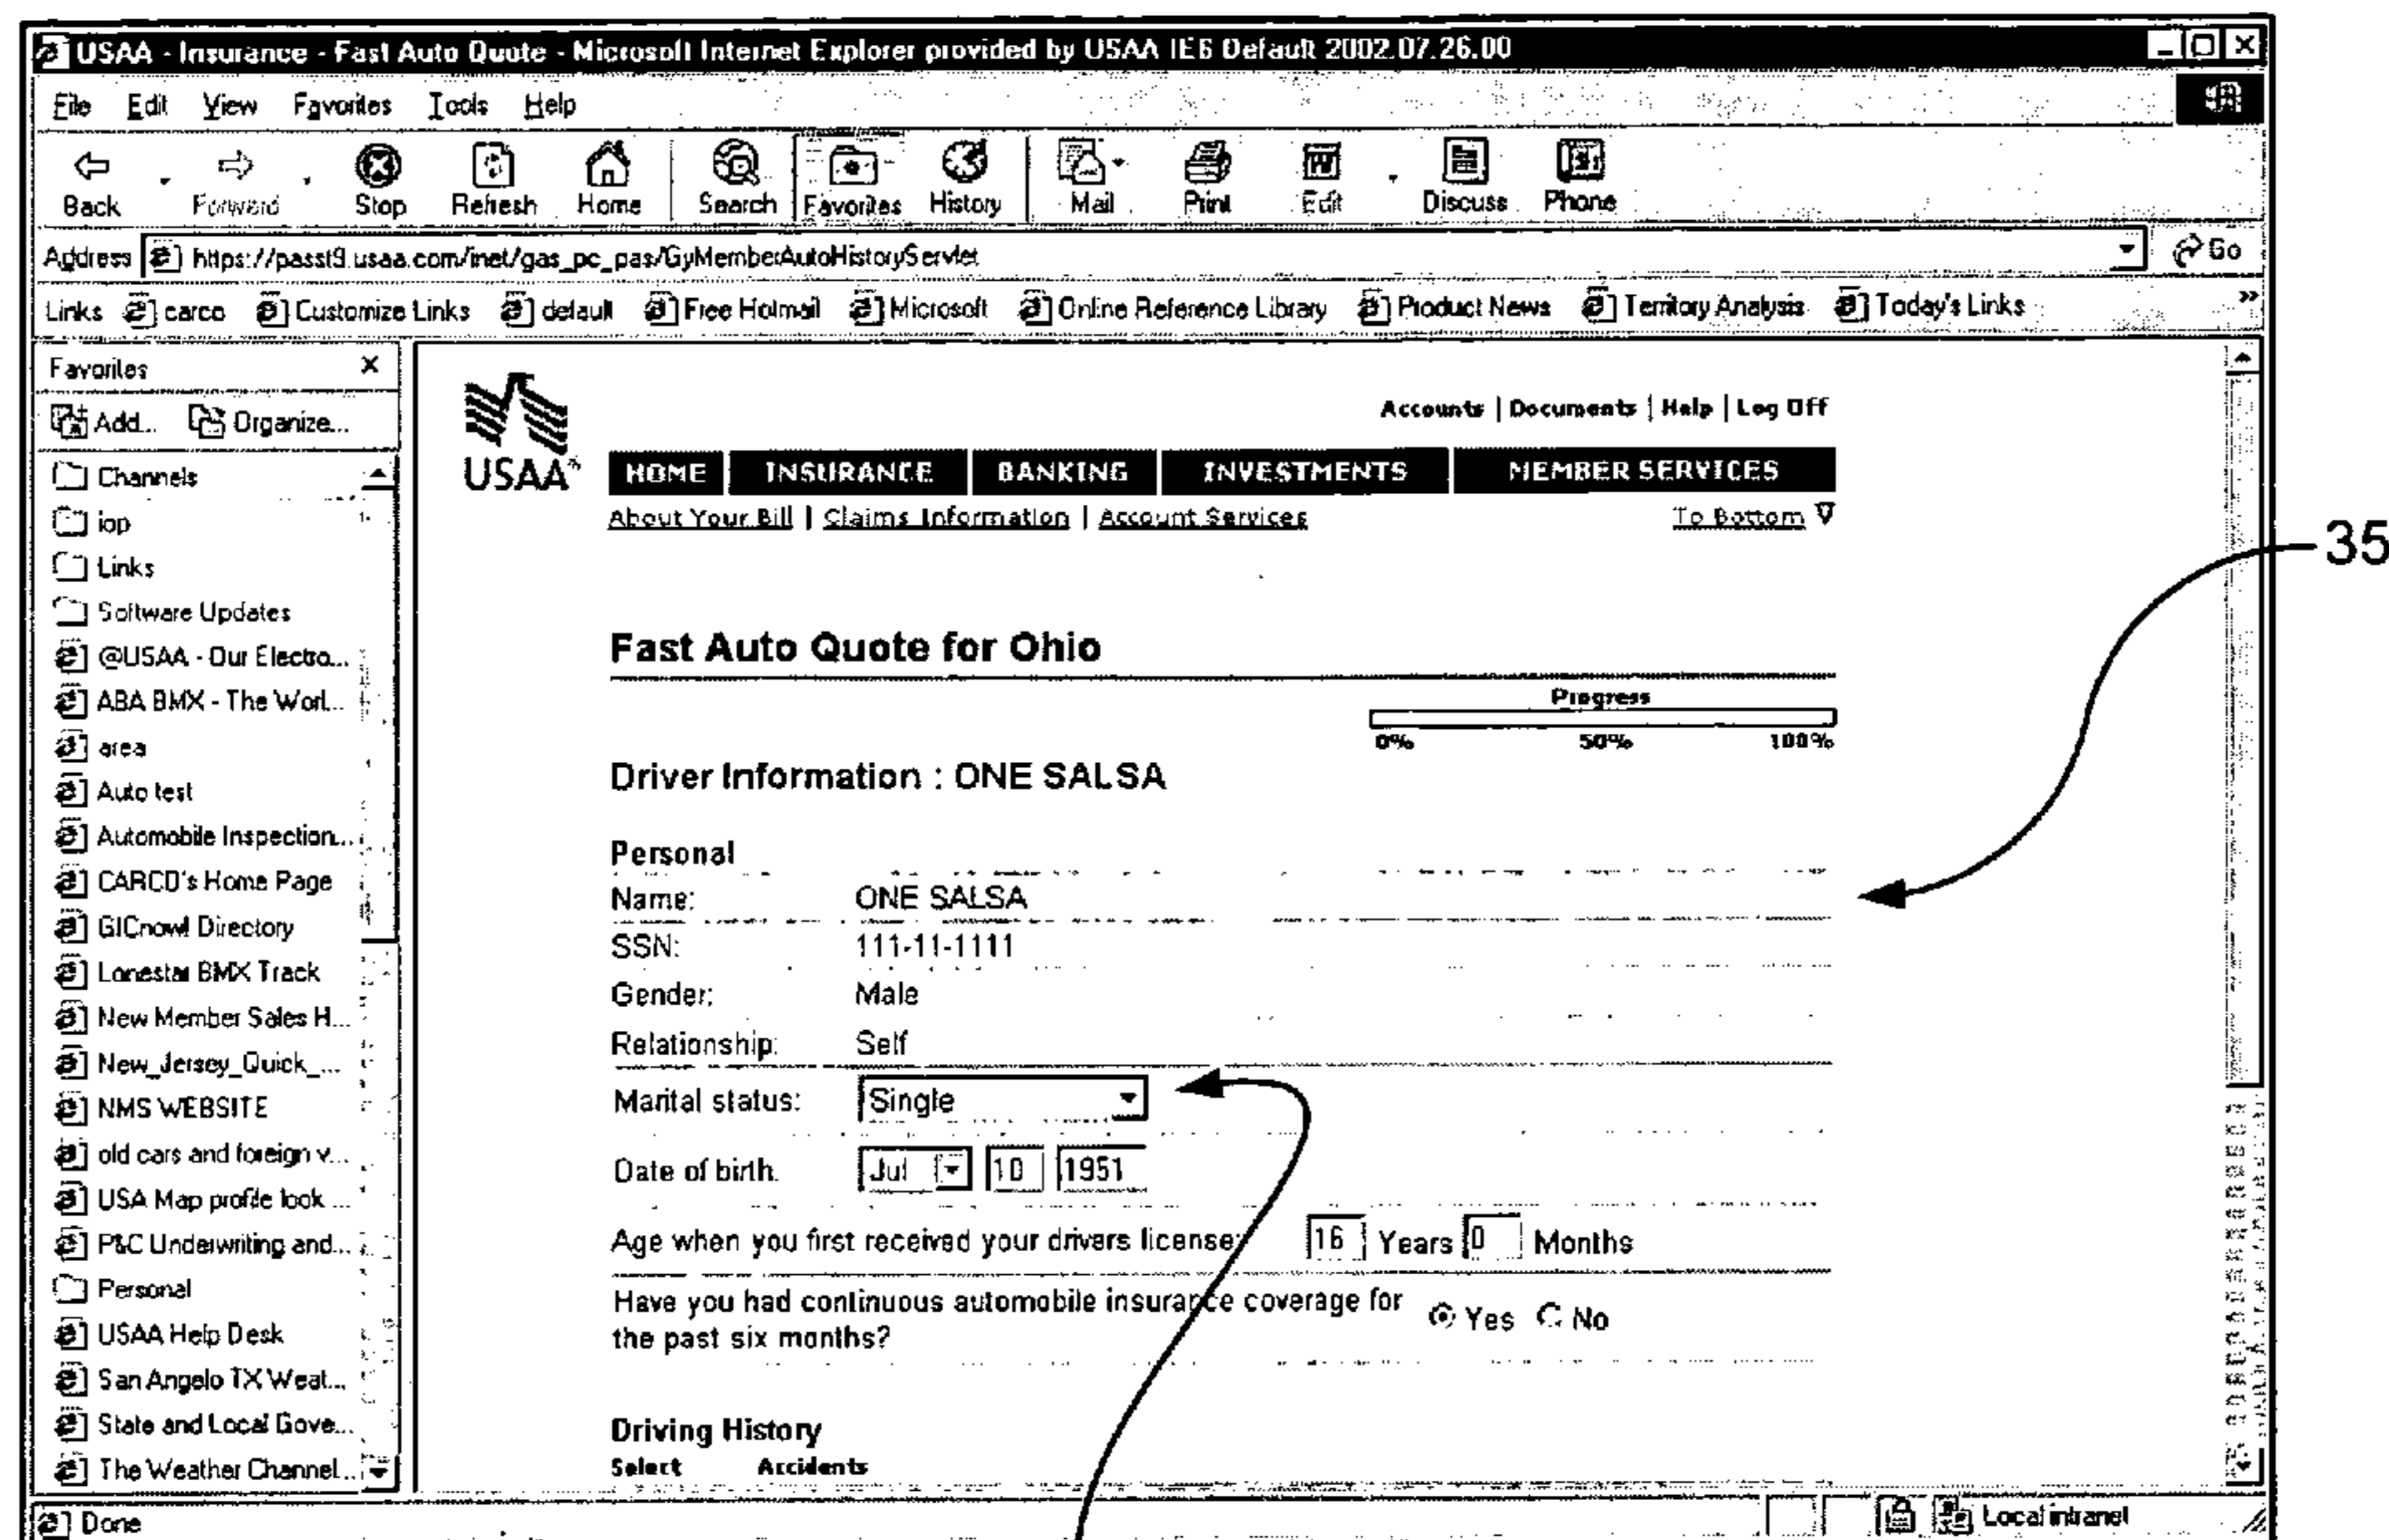 USAA - Insurance - Fast Auto Quote - Microsoft Internet Explorer provided by USAA IE6 Default 2002.07.26.00
File Edit View Favorites Tools Help
Back Forward Stop Refresh Home Search Favorites History Mail Print Edit Discuss Phone
Address https://passt9.usaa.com/inet/gas_pc_pas/GyMemberAutoHistoryServlet Go
Links carco Customize Links default Free Hotmail Microsoft Online Reference Library Product News Territory Analysis Today's Links »
Favorites
Add... Organize...
Channels
iop
Links
Software Updates
@USAA - Our Electro...
ABA BMX - The Worl...
area
Auto test
Automobile Inspection...
CARCO's Home Page
GICnow! Directory
Lonestar BMX Track
New Member Sales H...
New_Jersey_Quick_...
NMS WEBSITE
old cars and foreign v...
USA Map profile look ...
P&C Underwriting and...
Personal
USAA Help Desk
San Angelo TX Weat...
State and Local Gove...
The Weather Channel...
USAA®
Accounts | Documents | Help | Log Off
HOME INSURANCE BANKING INVESTMENTS MEMBER SERVICES
About Your Bill | Claims Information | Account Services To Bottom
35
Fast Auto Quote for Ohio
Progress
0% 50% 100%
Driver Information : ONE SALSA
Personal
Name: ONE SALSA
SSN: 111-11-1111
Gender: Male
Relationship: Self
Marital status: Single
Date of birth. Jul 10 1951
Age when you first received your drivers license: 16 Years 0 Months
Have you had continuous automobile insurance coverage for
the past six months? Yes No
Driving History
Select Accidents
Done Local intranet